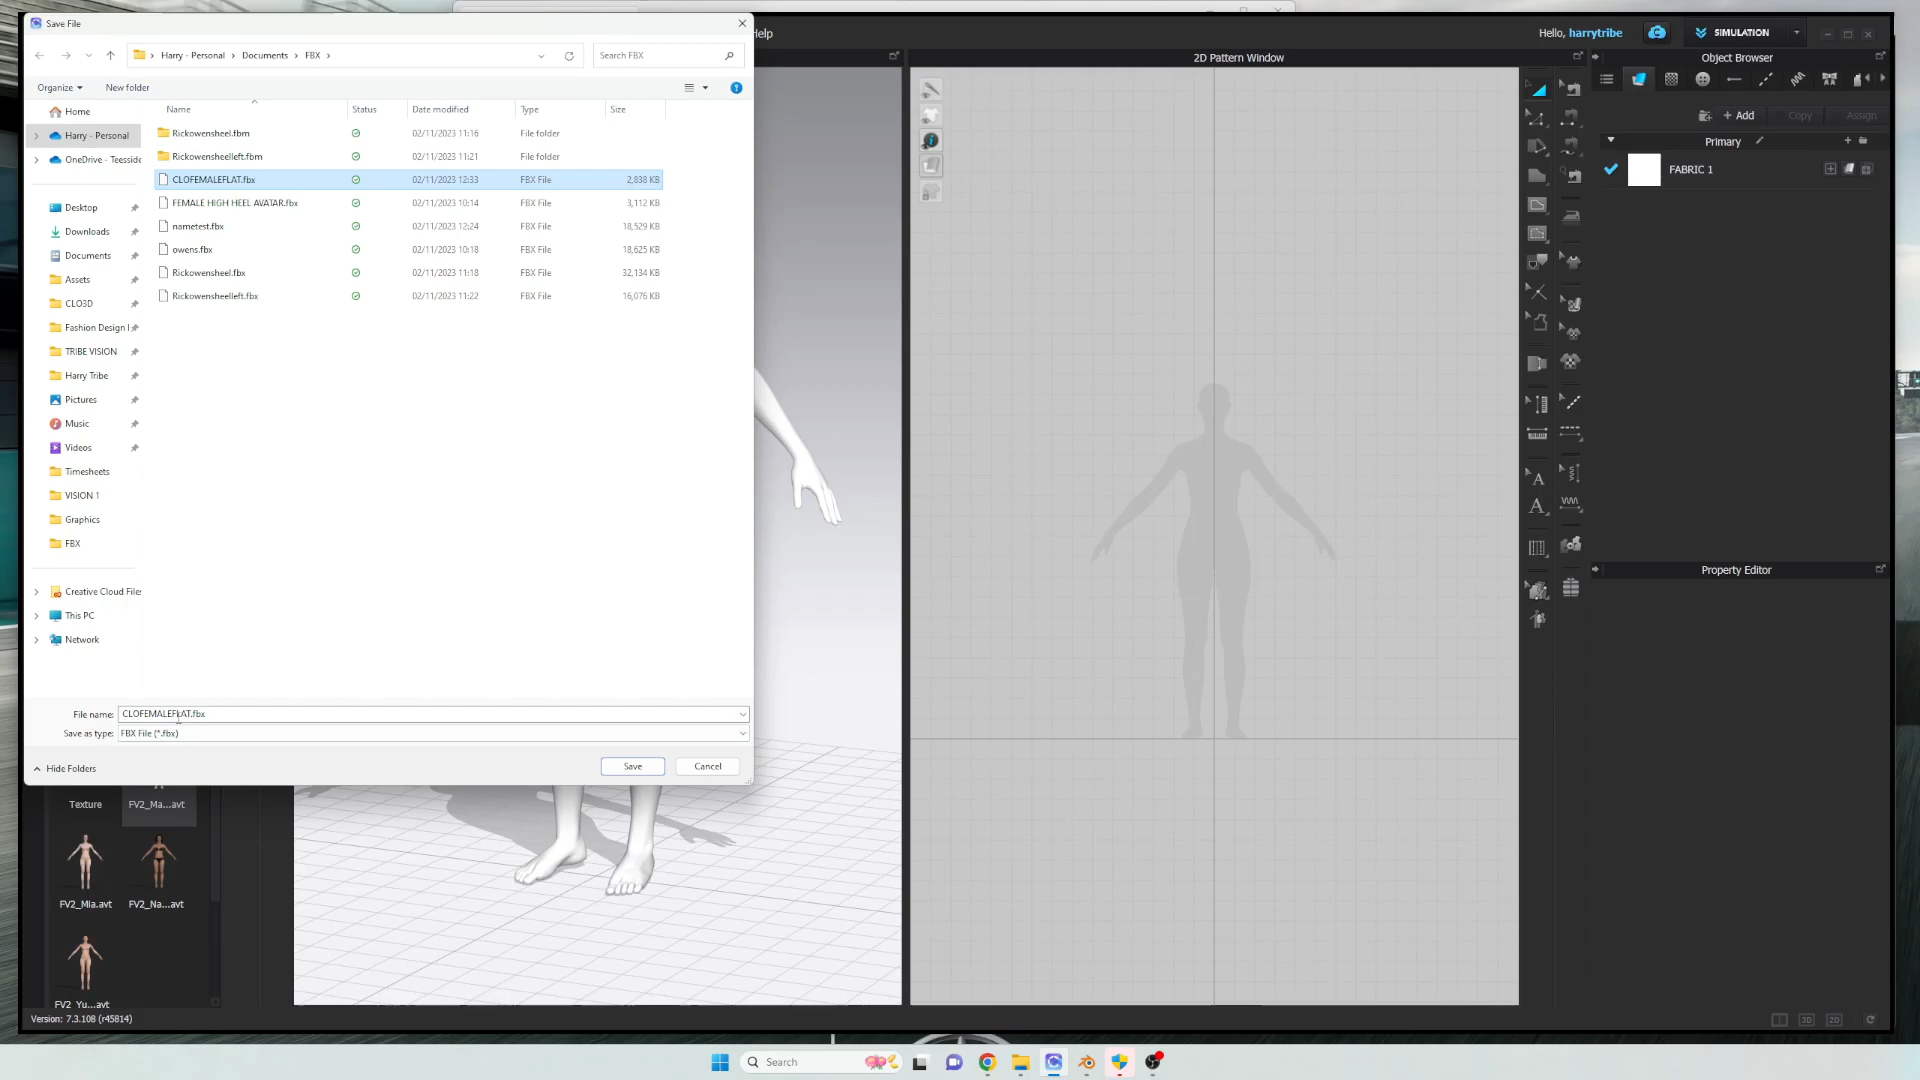 Save File
Help
Hello, harrytribe
SIMULATION
Harry - Personal > Documents > FBX >
Search FBX
2D Pattern Window
Object Browser
Organize
New folder
Name
Status
Date modified
Type
Size
Rickowensheel.fbm 02/11/2023 11:16 File folder
Rickowensheelleft.fbm 02/11/2023 11:21 File folder
CLOFEMALEFLAT.fbx 02/11/2023 12:33 FBX File 2,838 KB
FEMALE HIGH HEEL AVATAR.fbx 02/11/2023 10:14 FBX File 3,112 KB
nametest.fbx 02/11/2023 12:24 FBX File 18,529 KB
owens.fbx 02/11/2023 10:18 FBX File 18,625 KB
Rickowensheel.fbx 02/11/2023 11:18 FBX File 32,134 KB
Rickowensheelleft.fbx 02/11/2023 11:22 FBX File 16,076 KB
Home
Harry - Personal
OneDrive - Teesside
Desktop
Downloads
Documents
Assets
CLO3D
Fashion Design
TRIBE VISION
Harry Tribe
Pictures
Music
Videos
Timesheets
VISION 1
Graphics
FBX
Creative Cloud Files
This PC
Network
File name: CLOFEMALEFLAT.fbx
Save as type: FBX File (*.fbx)
Hide Folders
Save
Cancel
+ Add
Copy
Assign
Primary
FABRIC 1
Property Editor
Texture
FV2_Ma...avt
FV2_Mia.avt
FV2_Na...avt
FV2_Yu...avt
Version: 7.3.108 (r45814)
3D
2D
Search